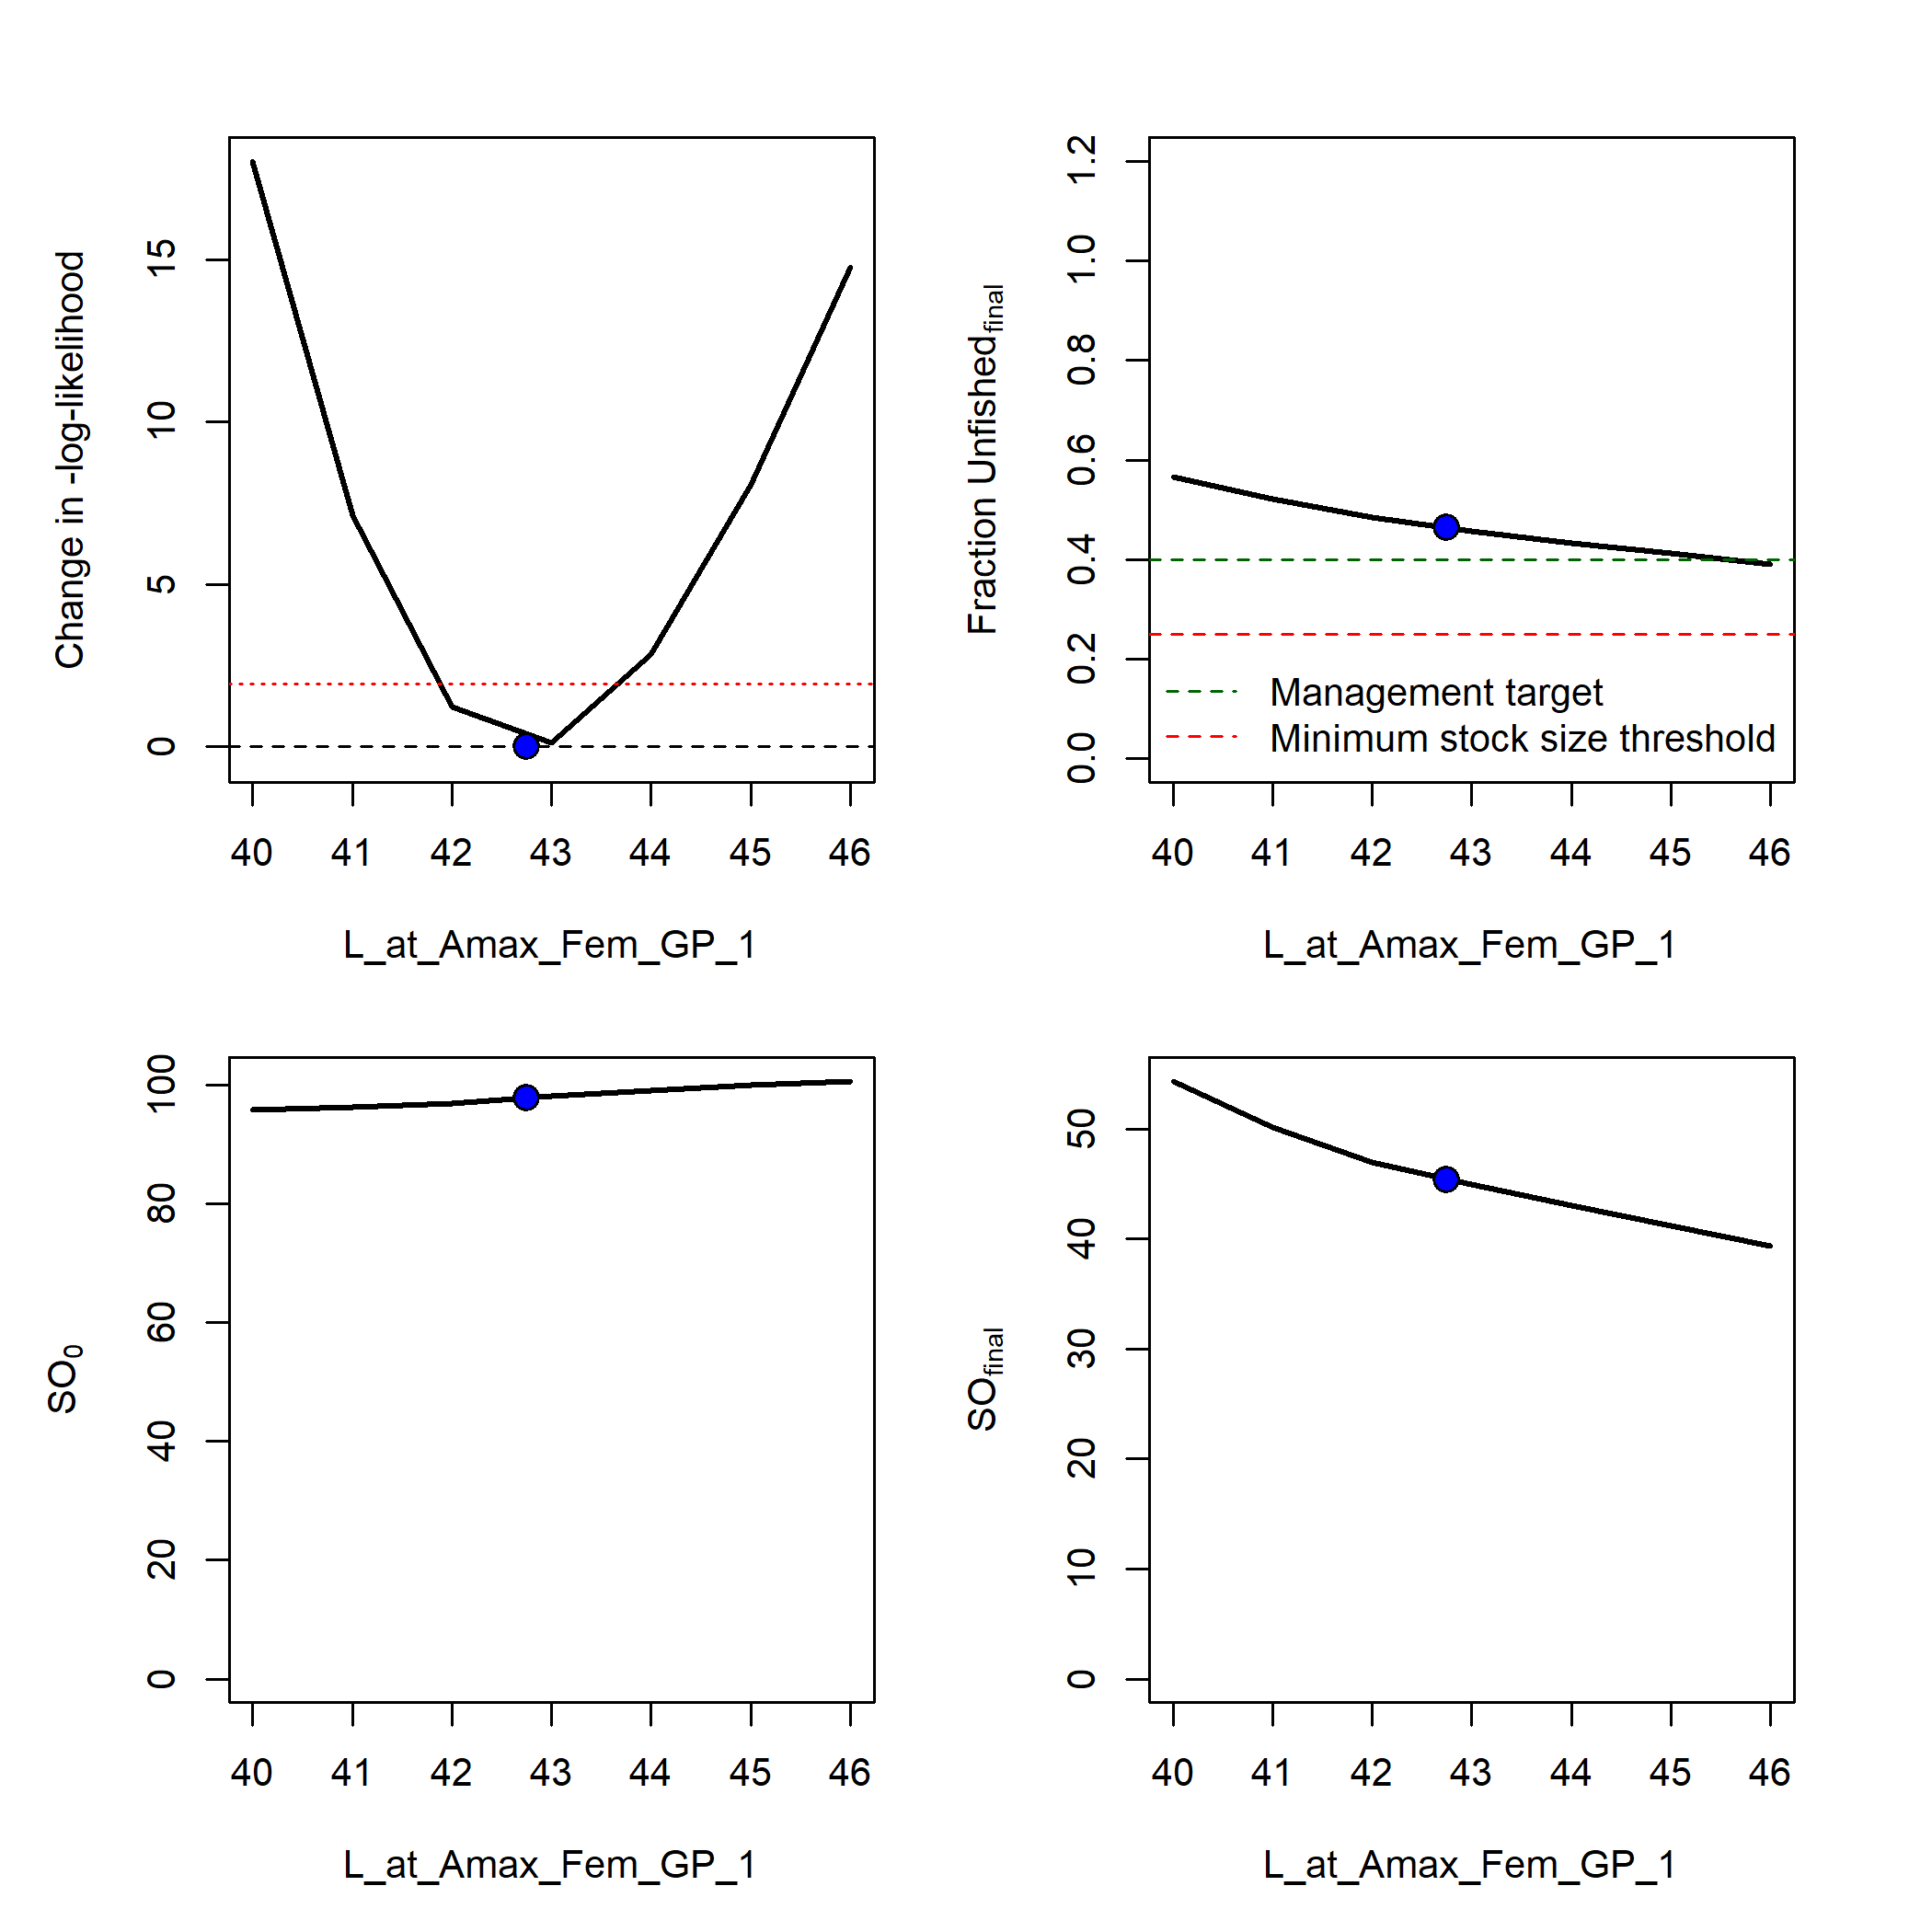 Change in -log-likelihood
15
10
5
0
40 41 42 43 44 45 46
L_at_Amax_Fem_GP_1
Fraction Unfished final
1.2
1.0
0.8
0.6
0.4
0.2
0.0
Management target
Minimum stock size threshold
40 41 42 43 44 45 46
L_at_Amax_Fem_GP_1
SO0
100
80
60
40
20
0
40 41 42 43 44 45 46
L_at_Amax_Fem_GP_1
SOfinal
50
40
30
20
10
0
40 41 42 43 44 45 46
L_at_Amax_Fem_GP_1